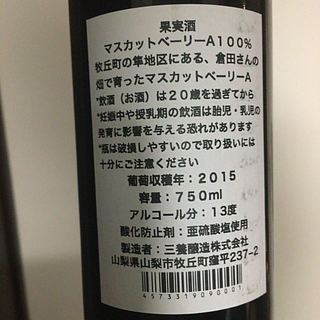 果実酒
マスカットベーリーA100%
牧丘町の隼地区にある、倉田さんの
畑で育ったマスカットベーリーA
*飲酒（お酒）は20歳を過ぎてから
*妊娠中や授乳期の飲酒は胎児・乳児の
発育に影響を与える恐れがあります
*瓶は破損しやすいので取り扱いには
十分にご注意ください
葡萄収穫年：2015
容量：750ml
アルコール分：13度
酸化防止剤：亜硫酸塩使用
製造者：三養醸造株式会社
山梨県山梨市牧丘町窪平237-2
4573319090001